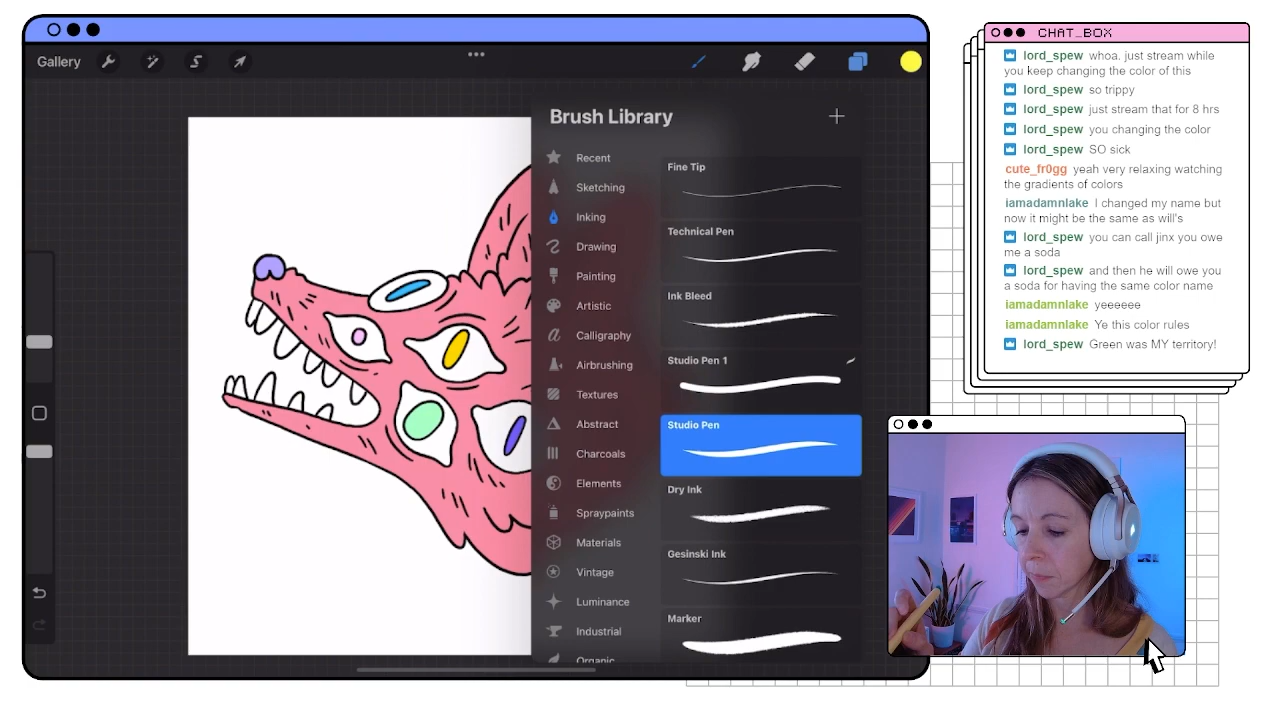 Gallery
Brush Library
Recent
Sketching
Inking
Drawing
Painting
Artistic
Calligraphy
Airbrushing
Textures
Abstract
Charcoals
Elements
Spraypaints
Materials
Vintage
Luminance
Industrial
Organic
Fine Tip
Technical Pen
Ink Bleed
Studio Pen 1
Studio Pen
Dry Ink
Gesinski Ink
Marker
CHAT_BOX
lord_spew whoa. just stream while
you keep changing the color of this
lord_spew so trippy
lord_spew just stream that for 8 hrs
lord_spew you changing the color
lord_spew SO sick
cute_fr0gg yeah very relaxing watching
the gradients of colors
iamadamnlake I changed my name but
now it might be the same as will's
lord_spew you can call jinx you owe
me a soda
lord_spew and then he will owe you
a soda for having the same color name
iamadamnlake yeeeeee
iamadamnlake Ye this color rules
lord_spew Green was MY territory!